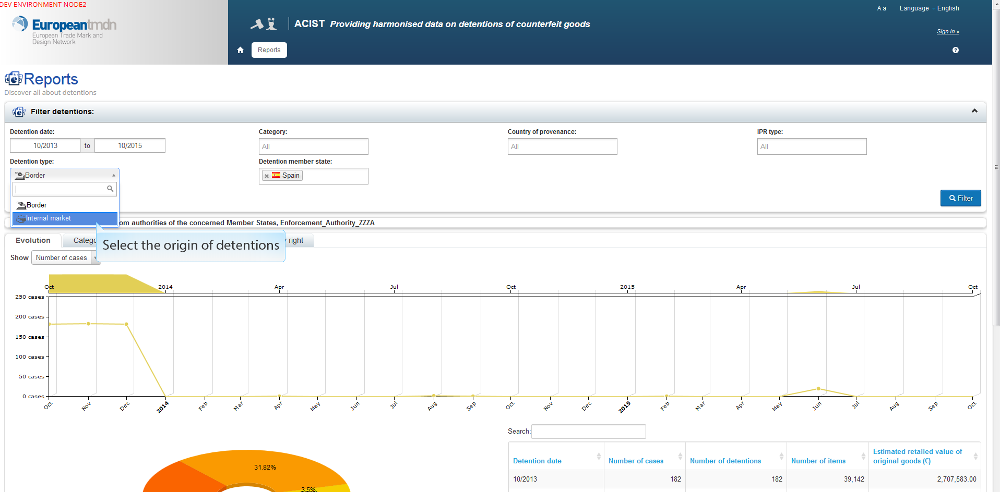 DEV ENVIRONMENT NODE2
Europeantmdn
European Trade Mark and
Design Network
ACIST Providing harmonised data on detentions of counterfeit goods
A a Language English
Sign in »
Reports
?
Reports
Discover all about detentions
Filter detentions:
Detention date:
10/2013 to 10/2015
Category:
All
Country of provenance:
All
IPR type:
All
Detention type:
Border
Border
Internal market
Detention member state:
× Spain
Filter
om authorities of the concerned Member States, Enforcement_Authority_ZZZA
Evolution Catego right
Select the origin of detentions
Show Number of cases
Oct 2014 Apr Jul Oct 2015 Apr Jul Oct
250 cases
200 cases
150 cases
100 cases
50 cases
0 cases
Oct Nov Dec 2014 Feb Mar Apr May Jun Jul Aug Sep Oct Nov Dec 2015 Feb Mar Apr May Jun Jul Aug Sep Oct
Search:
31.82%
3.5%
Detention date Number of cases Number of detentions Number of items Estimated retailed value of original goods (€)
10/2013 182 182 39,142 2,707,583.00